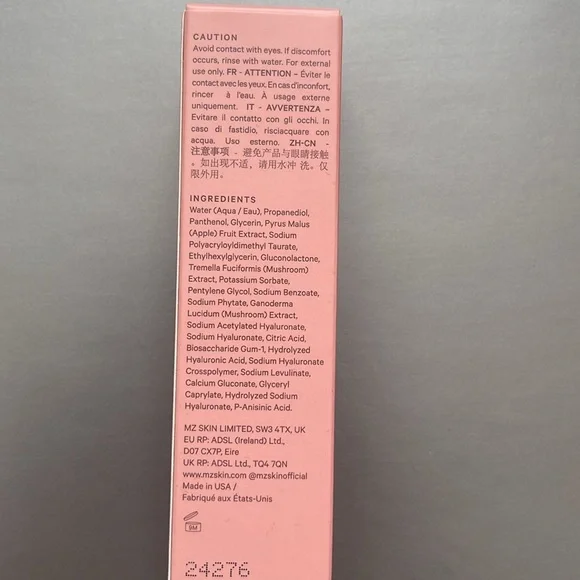 CAUTION
Avoid contact with eyes. If discomfort
occurs, rinse with water. For external
use only. FR - ATTENTION – Éviter le
contact avec les yeux. En cas d'inconfort,
rincer à l'eau. À usage externe
uniquement. IT - AVVERTENZA –
Evitare il contatto con gli occhi. In
caso di fastidio, risciacquare con
acqua. Uso esterno. ZH-CN -
注意事项 - 避免产品与眼睛接触
。如出现不适，请用水冲 洗。仅
限外用。
INGREDIENTS
Water (Aqua / Eau), Propanediol,
Panthenol, Glycerin, Pyrus Malus
(Apple) Fruit Extract, Sodium
Polyacryloyldimethyl Taurate,
Ethylhexylglycerin, Gluconolactone,
Tremella Fuciformis (Mushroom)
Extract, Potassium Sorbate,
Pentylene Glycol, Sodium Benzoate,
Sodium Phytate, Ganoderma
Lucidum (Mushroom) Extract,
Sodium Acetylated Hyaluronate,
Sodium Hyaluronate, Citric Acid,
Biosaccharide Gum-1, Hydrolyzed
Hyaluronic Acid, Sodium Hyaluronate
Crosspolymer, Sodium Levulinate,
Calcium Gluconate, Glyceryl
Caprylate, Hydrolyzed Sodium
Hyaluronate, P-Anisinic Acid.
MZ SKIN LIMITED, SW3 4TX, UK
EU RP: ADSL (Ireland) Ltd.,
D07 CX7P, Eire
UK RP: ADSL Ltd., TQ4 7QN
www.mzskin.com @mzskinofficial
Made in USA /
Fabriqué aux États-Unis
9M
24276